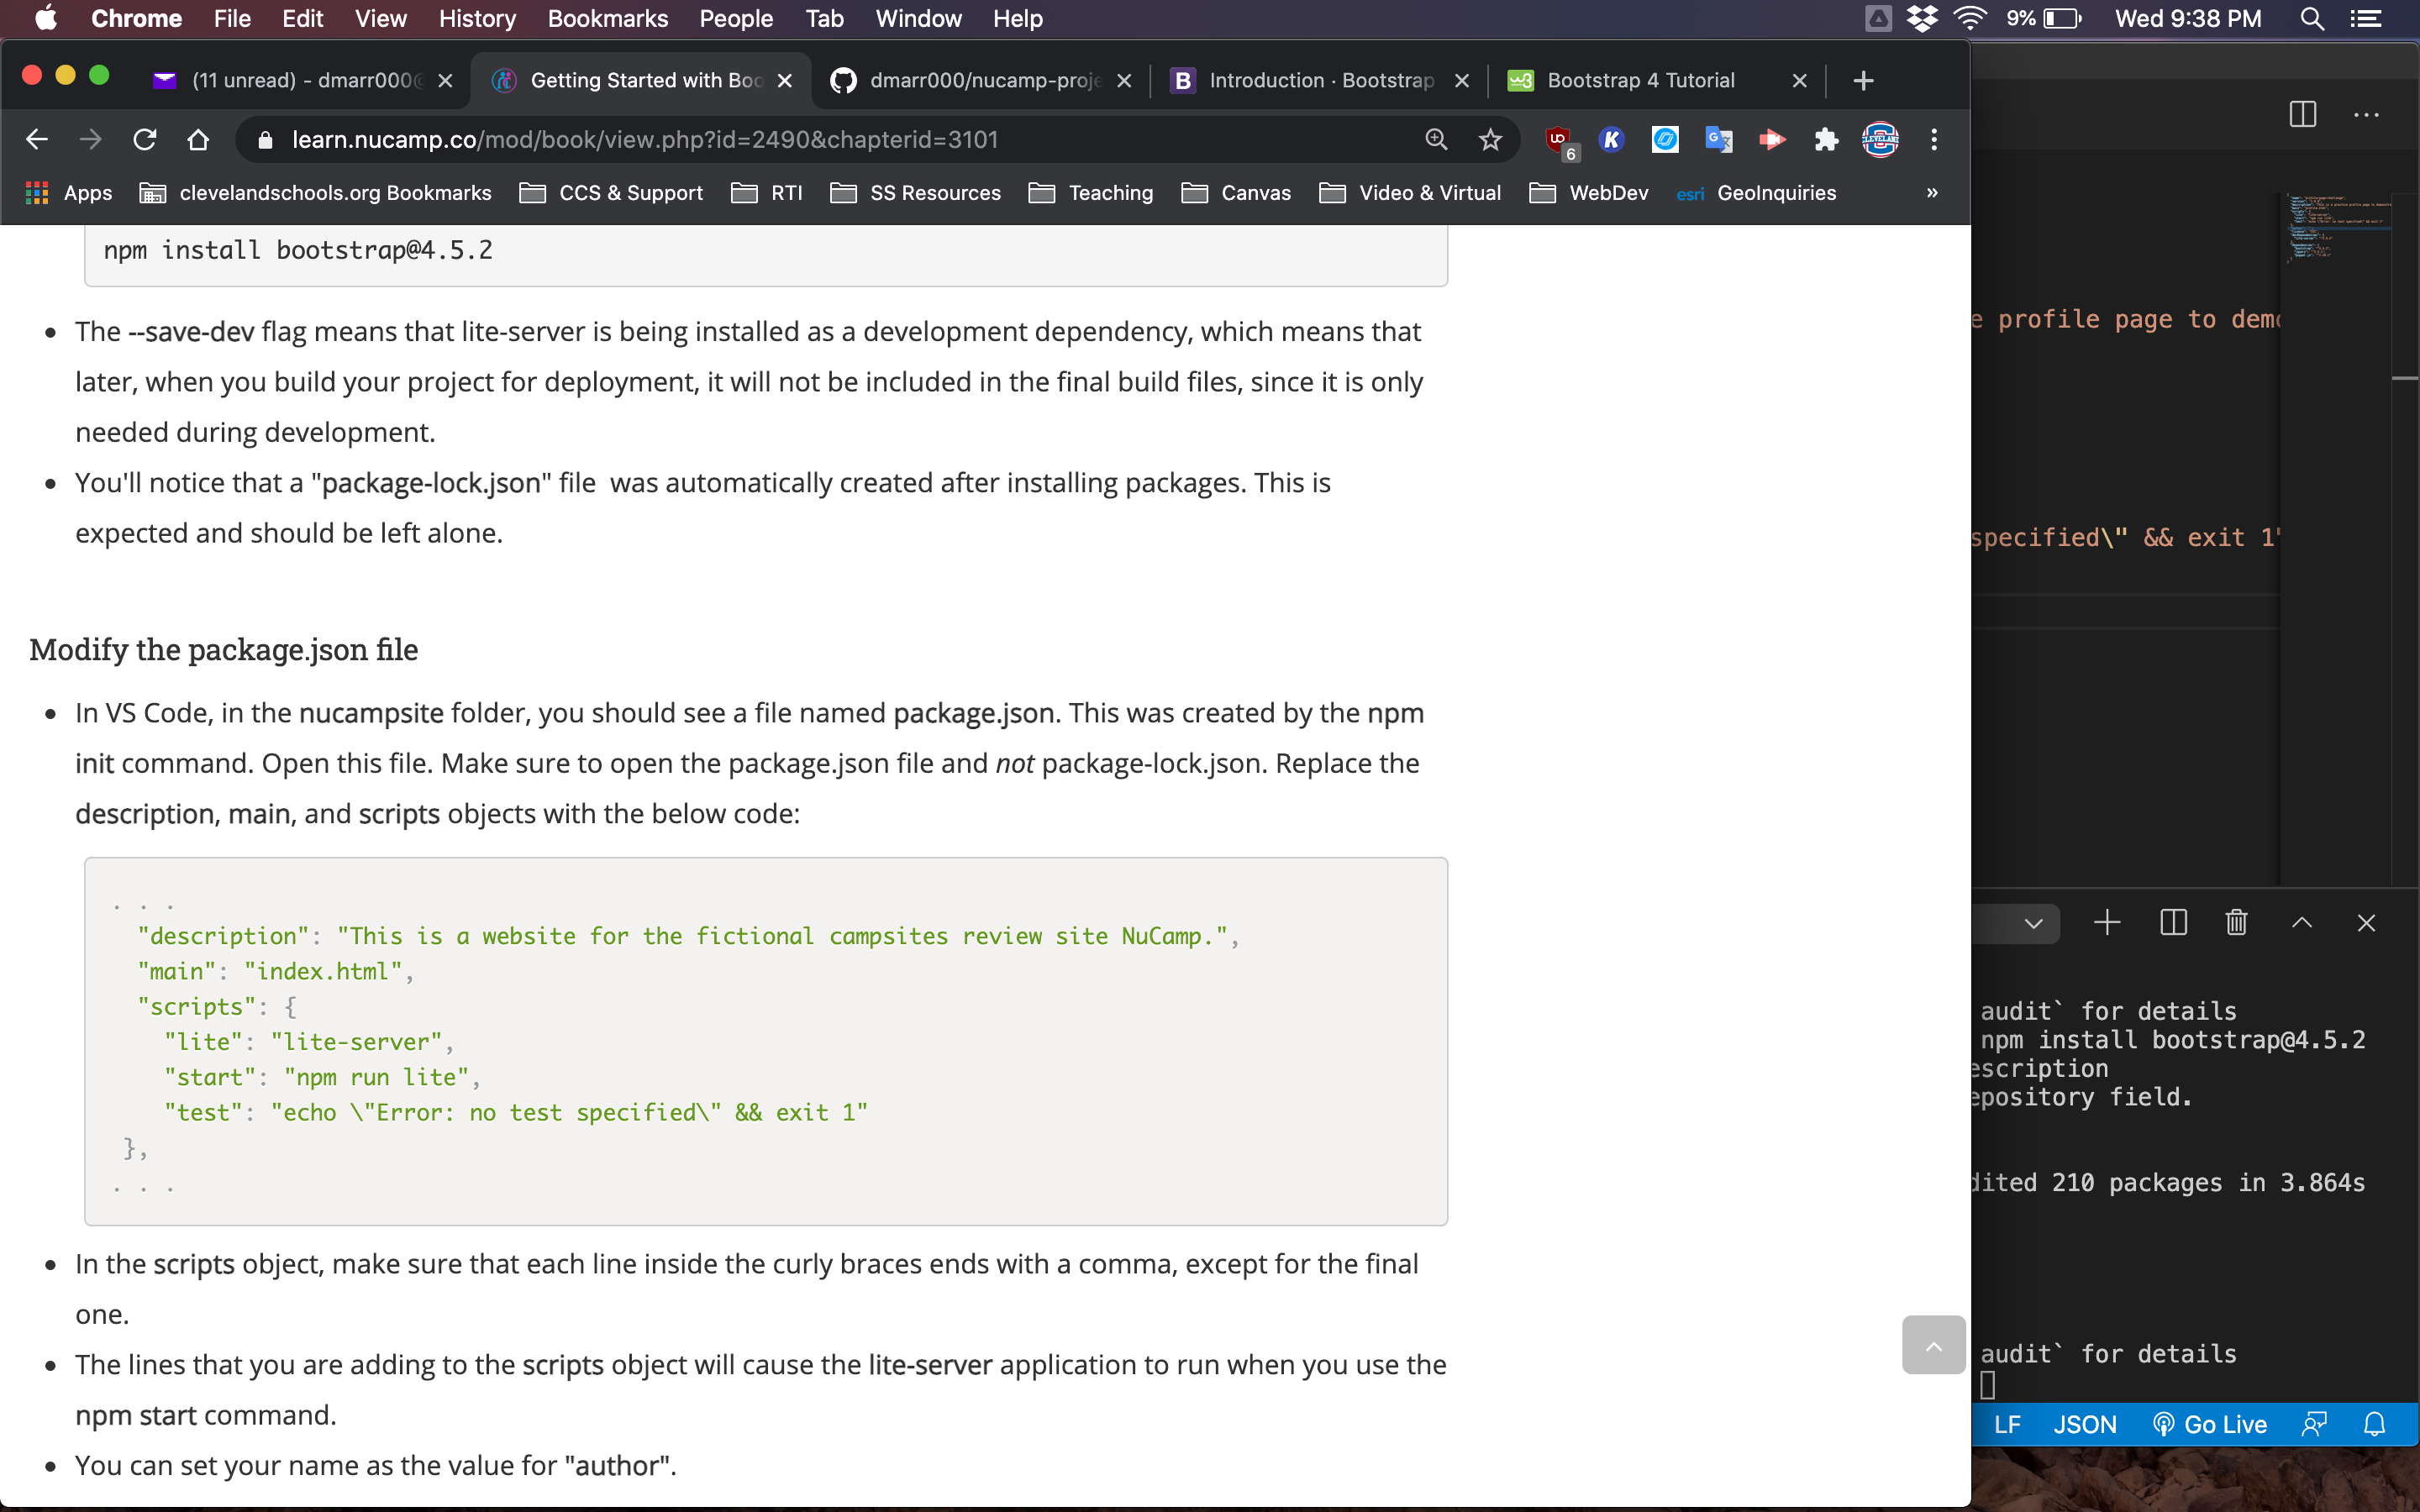 Chrome File Edit View History Bookmarks People Tab Window Help 9% Wed 9:38 PM
(11 unread) - dmarr000@ Getting Started with Boo dmarr000/nucamp-proje Introduction · Bootstrap Bootstrap 4 Tutorial
learn.nucamp.co/mod/book/view.php?id=2490&chapterid=3101 6
Apps clevelandschools.org Bookmarks CCS & Support RTI SS Resources Teaching Canvas Video & Virtual WebDev esri GeoInquiries »
npm install bootstrap@4.5.2
• The --save-dev flag means that lite-server is being installed as a development dependency, which means that
later, when you build your project for deployment, it will not be included in the final build files, since it is only
needed during development.
• You'll notice that a "package-lock.json" file was automatically created after installing packages. This is
expected and should be left alone.
Modify the package.json file
• In VS Code, in the nucampsite folder, you should see a file named package.json. This was created by the npm
init command. Open this file. Make sure to open the package.json file and not package-lock.json. Replace the
description, main, and scripts objects with the below code:
. . .
"description": "This is a website for the fictional campsites review site NuCamp.",
"main": "index.html",
"scripts": {
"lite": "lite-server",
"start": "npm run lite",
"test": "echo \"Error: no test specified\" && exit 1"
},
. . .
• In the scripts object, make sure that each line inside the curly braces ends with a comma, except for the final
one.
• The lines that you are adding to the scripts object will cause the lite-server application to run when you use the
npm start command.
• You can set your name as the value for "author".
e profile page to demo
specified\" && exit 1"
audit` for details
npm install bootstrap@4.5.2
escription
epository field.
dited 210 packages in 3.864s
audit` for details
LF JSON Go Live